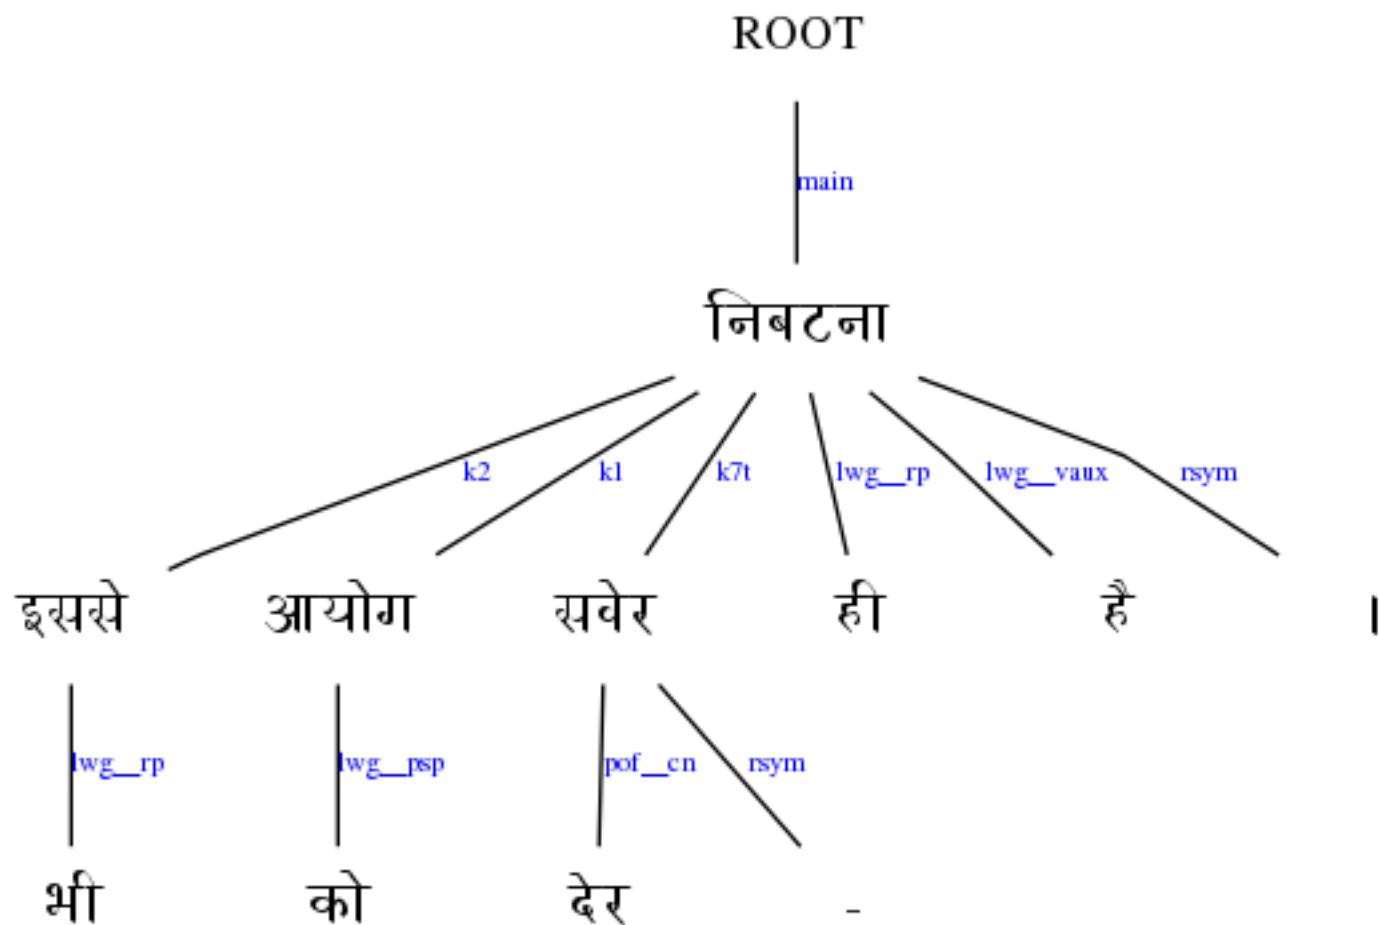 ROOT
main
निबटना
k2 k1 k7t lwg__rp lwg__vaux rsym
इससे आयोग सवेर ही है ।
lwg__rp lwg__psp pof__cn rsym
भी को देर -